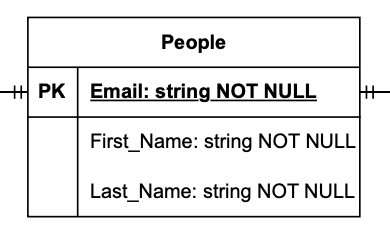 People
PK Email: string NOT NULL
First_Name: string NOT NULL
Last_Name: string NOT NULL